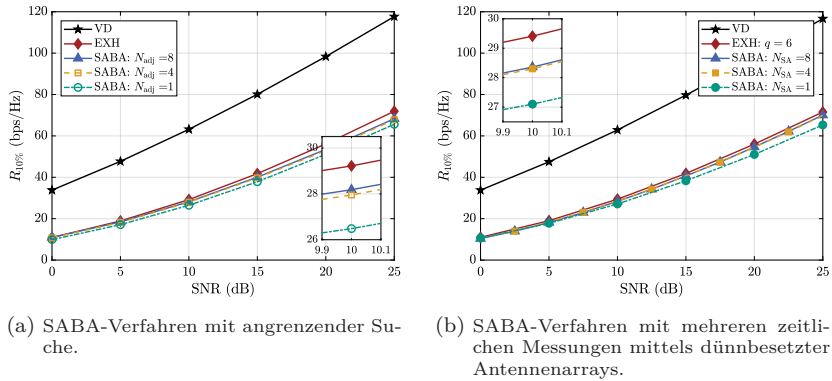 120
100
80
60
40
20
0
R10% (bps/Hz)
0 5 10 15 20 25
SNR (dB)
VD
EXH
SABA: Nadj =8
SABA: Nadj =4
SABA: Nadj =1
30
28
26
9.9 10 10.1
(a) SABA-Verfahren mit angrenzender Su-
che.
120
100
80
60
40
20
0
R10% (bps/Hz)
0 5 10 15 20 25
SNR (dB)
30
29
28
27
9.9 10 10.1
VD
EXH: q = 6
SABA: NSA =8
SABA: NSA =4
SABA: NSA =1
(b) SABA-Verfahren mit mehreren zeitli-
chen Messungen mittels dünnbesetzter
Antennenarrays.